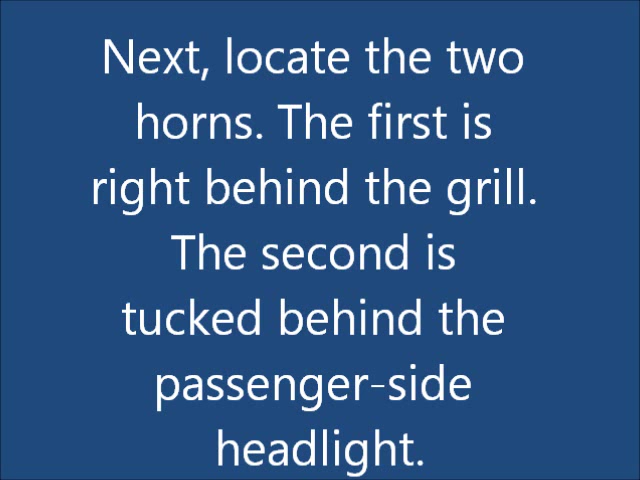 Next, locate the two
horns. The first is
right behind the grill.
The second is
tucked behind the
passenger-side
headlight.